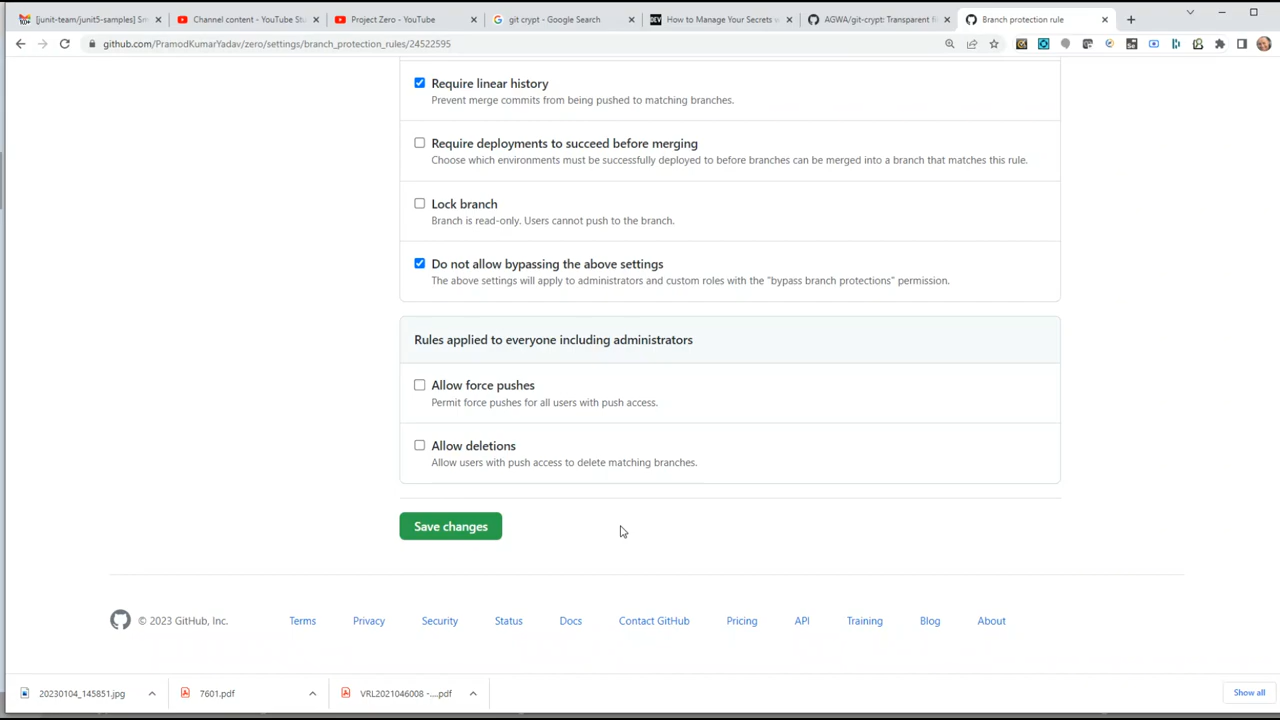 [junit-team/junit5-samples] Sm
Channel content - YouTube Stu
Project Zero - YouTube
git crypt - Google Search
DEV
How to Manage Your Secrets w
AGWA/git-crypt: Transparent fi
Branch protection rule
github.com/PramodKumarYadav/zero/settings/branch_protection_rules/24522595
Require linear history
Prevent merge commits from being pushed to matching branches.
Require deployments to succeed before merging
Choose which environments must be successfully deployed to before branches can be merged into a branch that matches this rule.
Lock branch
Branch is read-only. Users cannot push to the branch.
Do not allow bypassing the above settings
The above settings will apply to administrators and custom roles with the "bypass branch protections" permission.
Rules applied to everyone including administrators
Allow force pushes
Permit force pushes for all users with push access.
Allow deletions
Allow users with push access to delete matching branches.
Save changes
© 2023 GitHub, Inc.
Terms
Privacy
Security
Status
Docs
Contact GitHub
Pricing
API
Training
Blog
About
20230104_145851.jpg
7601.pdf
VRL2021046008 -....pdf
Show all